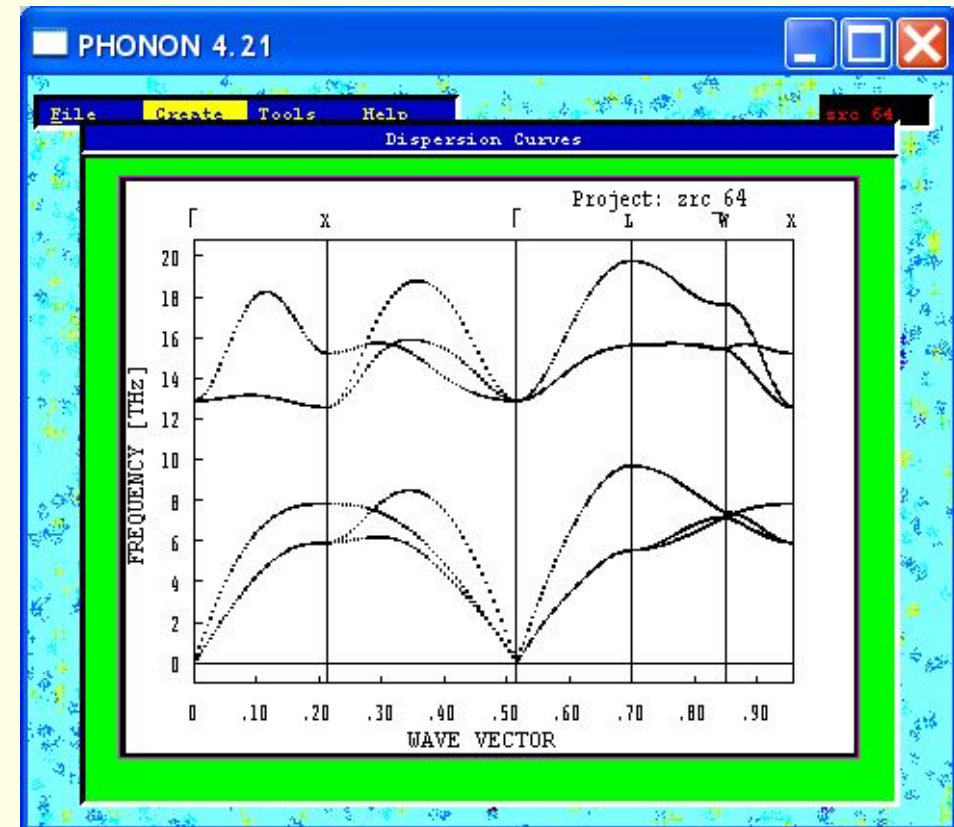 PHONON 4.21
File Create Tools Help zrc 64
Dispersion Curves
Project: zrc 64
Γ X Γ L W X
20
18
16
14
12
10
8
6
4
2
0
FREQUENCY [THz]
0 .10 .20 .30 .40 .50 .60 .70 .80 .90
WAVE VECTOR